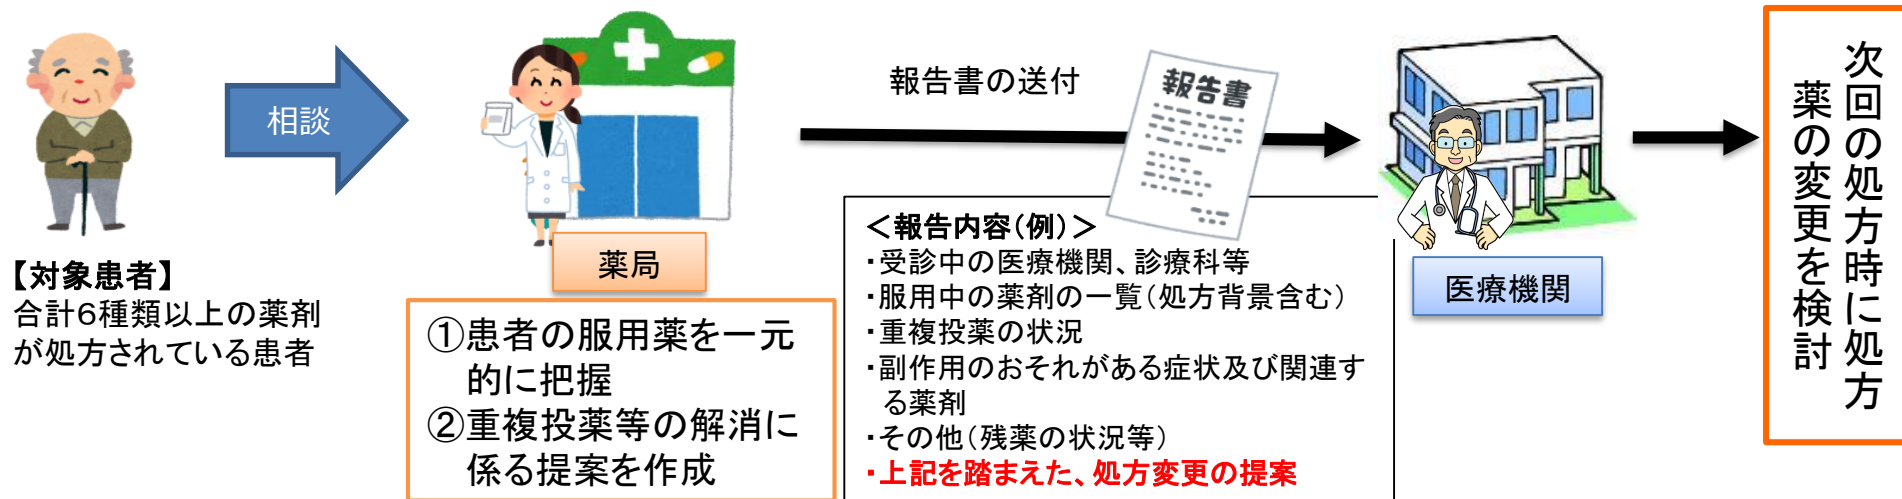 【対象患者】
合計6種類以上の薬剤
が処方されている患者
相談
薬局
①患者の服用薬を一元
的に把握
②重複投薬等の解消に
係る提案を作成
報告書の送付
報告書
＜報告内容(例)＞
・受診中の医療機関、診療科等
・服用中の薬剤の一覧(処方背景含む)
・重複投薬の状況
・副作用のおそれがある症状及び関連す
る薬剤
・その他(残薬の状況等)
・上記を踏まえた、処方変更の提案
医療機関
次回の処方時に処方
薬の変更を検討